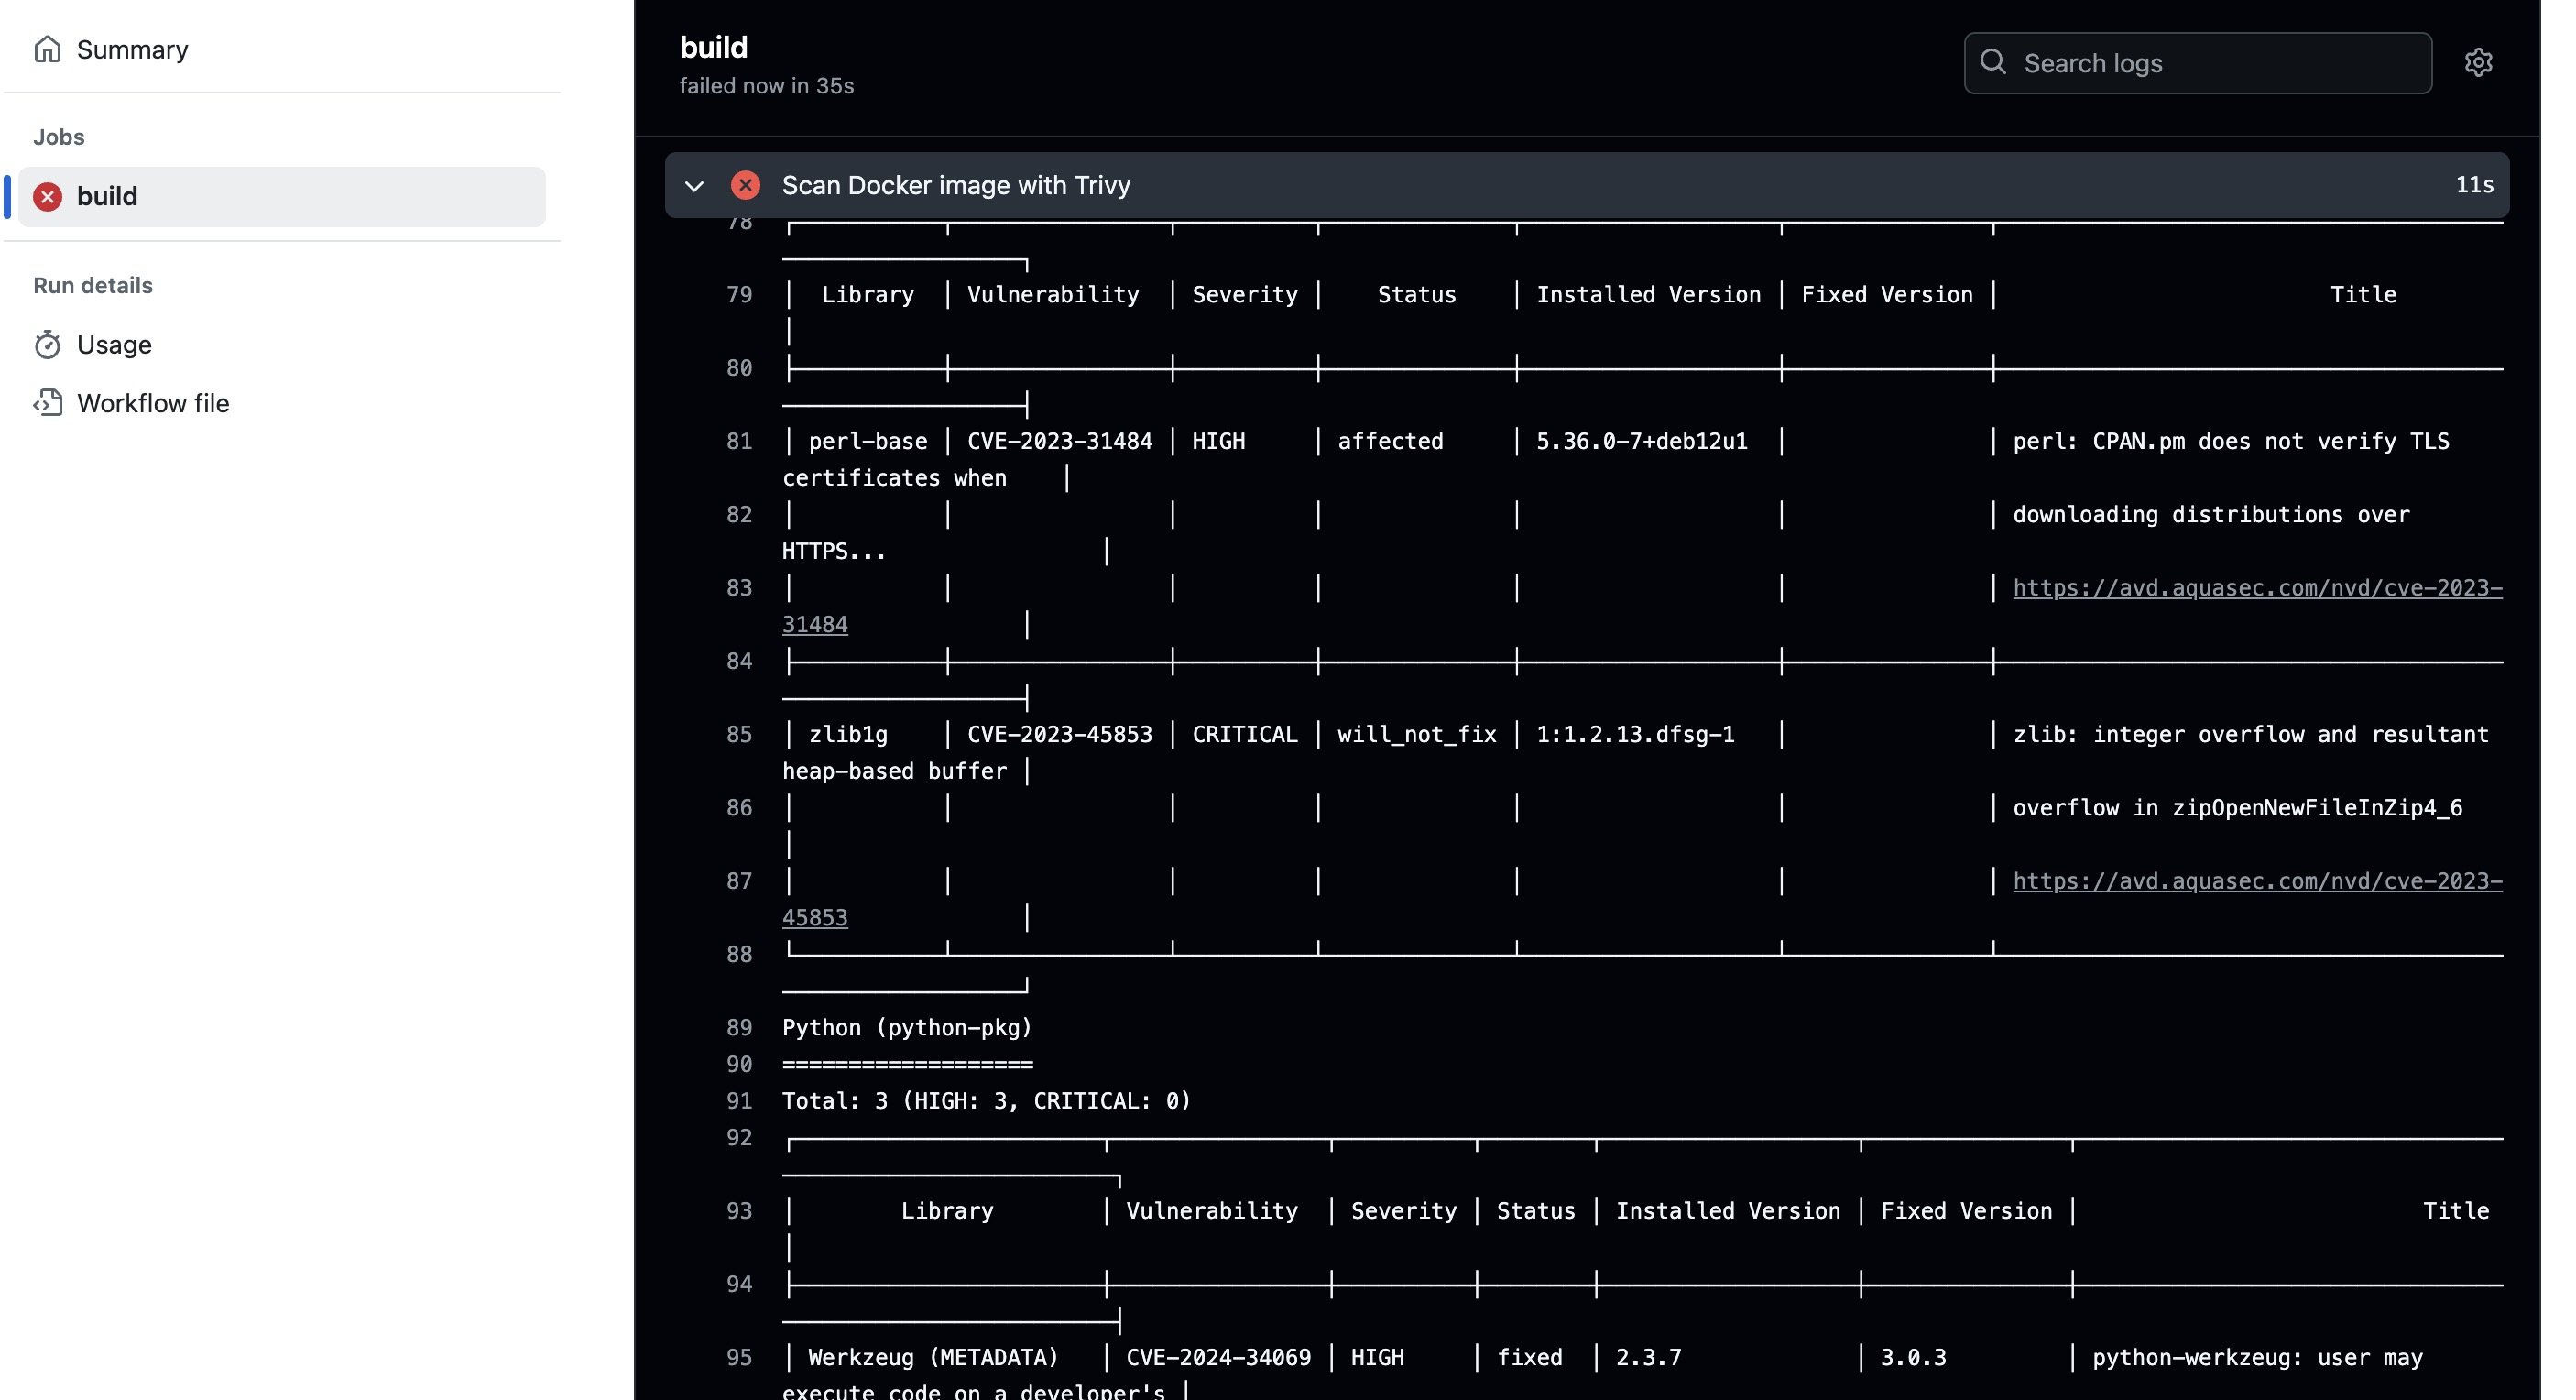 Summary
Jobs
build
Run details
Usage
Workflow file
build
failed now in 35s
Search logs
Scan Docker image with Trivy 11s
78
79 │ Library │ Vulnerability │ Severity │ Status │ Installed Version │ Fixed Version │ Title
│
80
81 │ perl-base │ CVE-2023-31484 │ HIGH │ affected │ 5.36.0-7+deb12u1 │ │ perl: CPAN.pm does not verify TLS
certificates when │
82 │ │ │ │ │ │ │ downloading distributions over
HTTPS... │
83 │ │ │ │ │ │ │ https://avd.aquasec.com/nvd/cve-2023-
31484 │
84
85 │ zlib1g │ CVE-2023-45853 │ CRITICAL │ will_not_fix │ 1:1.2.13.dfsg-1 │ │ zlib: integer overflow and resultant
heap-based buffer │
86 │ │ │ │ │ │ │ overflow in zipOpenNewFileInZip4_6
│
87 │ │ │ │ │ │ │ https://avd.aquasec.com/nvd/cve-2023-
45853 │
88
89 Python (python-pkg)
90 ===================
91 Total: 3 (HIGH: 3, CRITICAL: 0)
92
93 │ Library │ Vulnerability │ Severity │ Status │ Installed Version │ Fixed Version │ Title
│
94
95 │ Werkzeug (METADATA) │ CVE-2024-34069 │ HIGH │ fixed │ 2.3.7 │ 3.0.3 │ python-werkzeug: user may
execute code on a developer's │